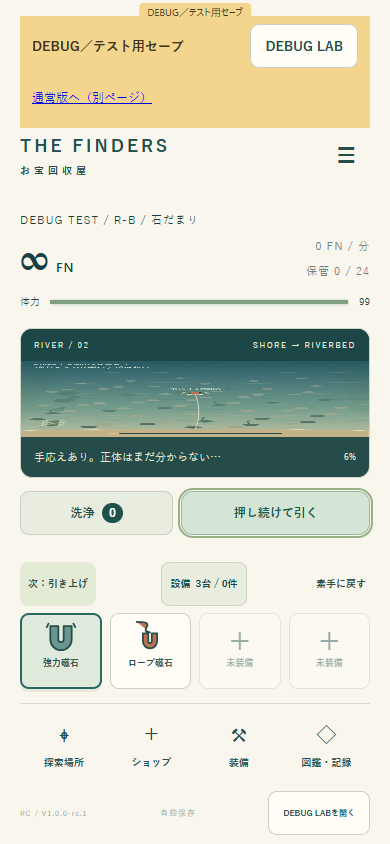 DEBUG／テスト用セーブ
DEBUG／テスト用セーブ
DEBUG LAB
通常版へ（別ページ）
THE FINDERS
お宝回収屋
DEBUG TEST / R-B / 石だまり
∞ FN
0 FN / 分
保管 0 / 24
体力
99
RIVER / 02
SHORE → RIVERBED
手応えあり。正体はまだ分からない…
6%
洗浄 0
押し続けて引く
次：引き上げ
設備 3台 / 0件
素手に戻す
強力磁石
ロープ磁石
未装備
未装備
探索場所
ショップ
装備
図鑑・記録
RC / V1.0.0-rc.1
自動保存
DEBUG LABを開く